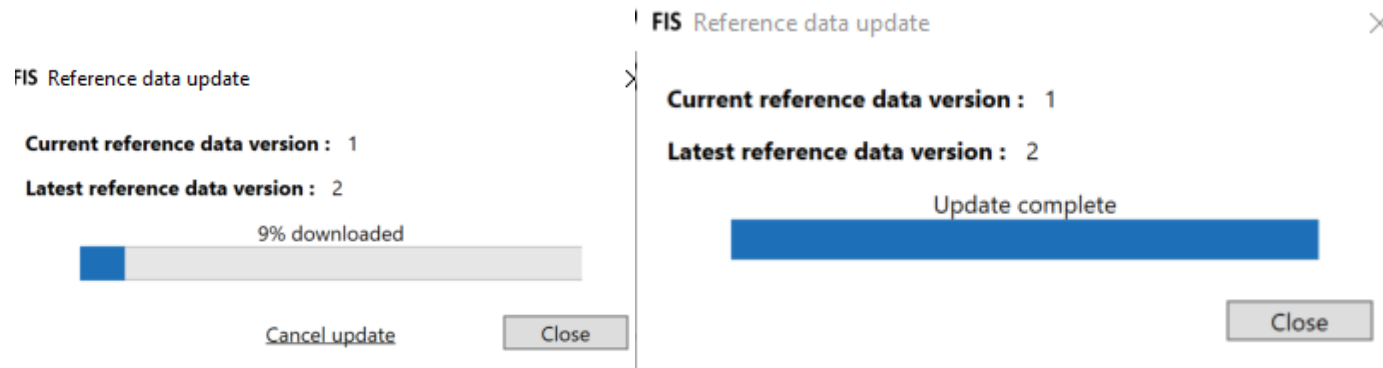 FIS Reference data update
Current reference data version : 1
Latest reference data version : 2
9% downloaded
Cancel update
Close
FIS Reference data update
Current reference data version : 1
Latest reference data version : 2
Update complete
Close